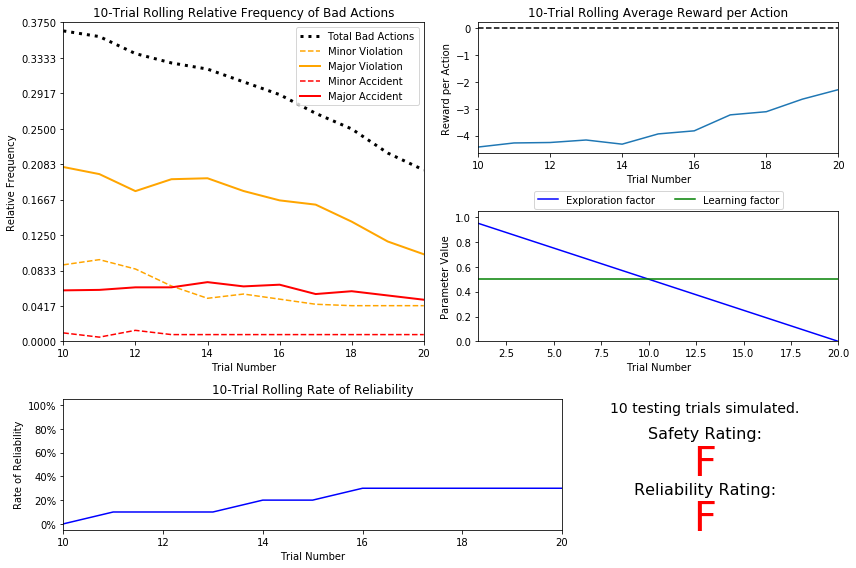 10-Trial Rolling Relative Frequency of Bad Actions
0.3750
0.3333
0.2917
0.2500
0.2083
0.1667
0.1250
0.0833
0.0417
0.0000
Relative Frequency
Total Bad Actions
Minor Violation
Major Violation
Minor Accident
Major Accident
10 12 14 16 18 20
Trial Number
10-Trial Rolling Average Reward per Action
0
−1
−2
−3
−4
Reward per Action
10 12 14 16 18 20
Trial Number
Exploration factor Learning factor
1.0
0.8
0.6
0.4
0.2
0.0
Parameter Value
2.5 5.0 7.5 10.0 12.5 15.0 17.5 20.0
Trial Number
10-Trial Rolling Rate of Reliability
100%
80%
60%
40%
20%
0%
Rate of Reliability
10 12 14 16 18 20
Trial Number
10 testing trials simulated.
Safety Rating:
F
Reliability Rating:
F